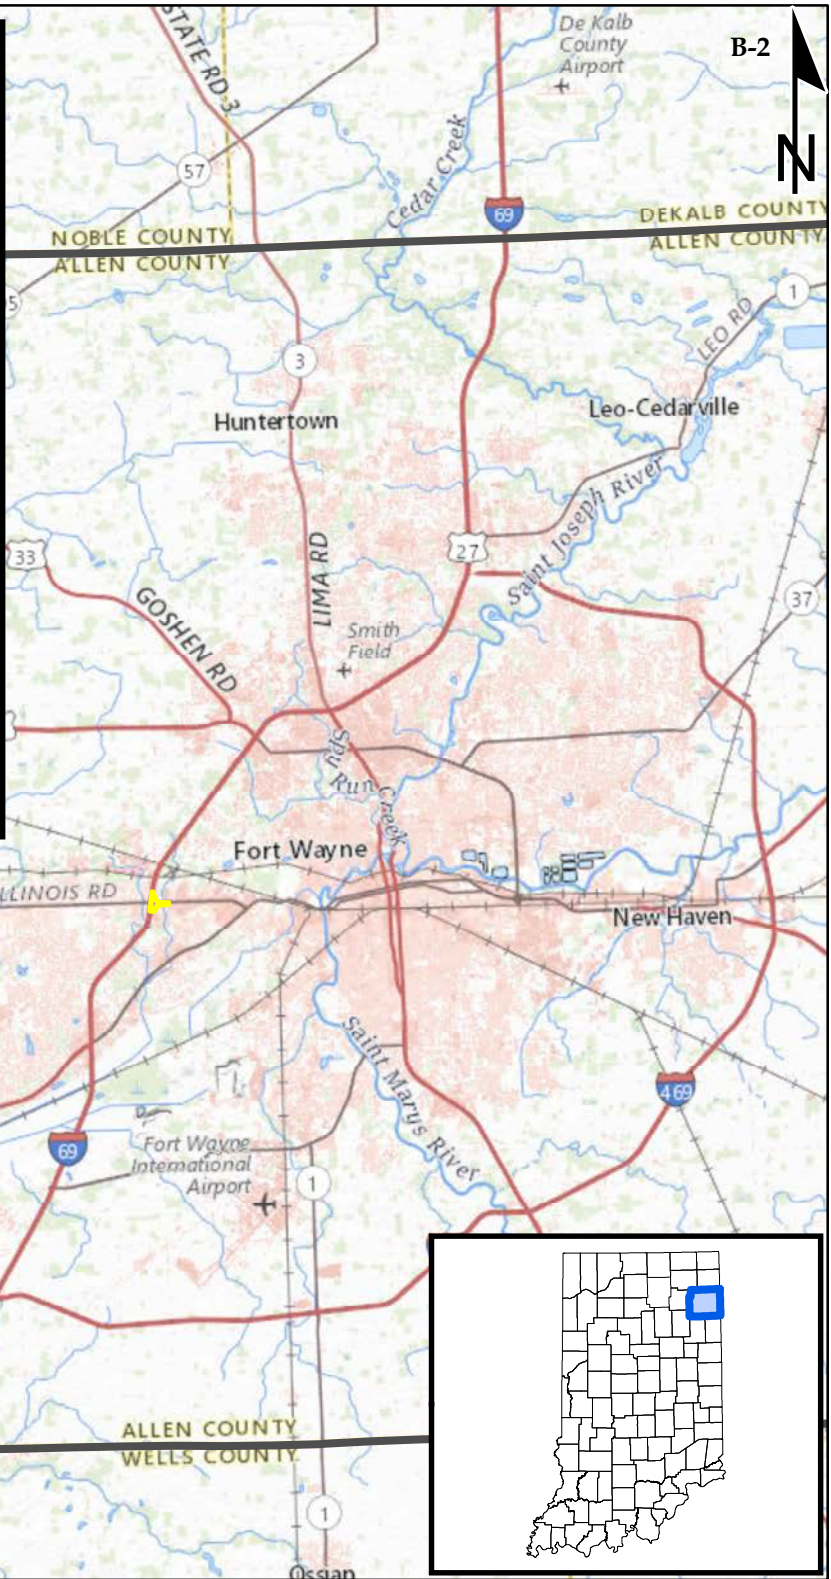 STATE RD 3
De Kalb
County
Airport
B-2
N
57
Cedar Creek
69
DEKALB COUNTY
ALLEN COUNTY
NOBLE COUNTY
ALLEN COUNTY
5
1
LEO RD
3
Huntertown
Leo-Cedarville
Saint Joseph River
27
33
LIMA RD
GOSHEN RD
37
Smith
Field
Spy
Run Creek
Fort Wayne
ILLINOIS RD
New Haven
Saint Marys River
469
69
Fort Wayne
International
Airport
1
ALLEN COUNTY
WELLS COUNTY
1
Ossian